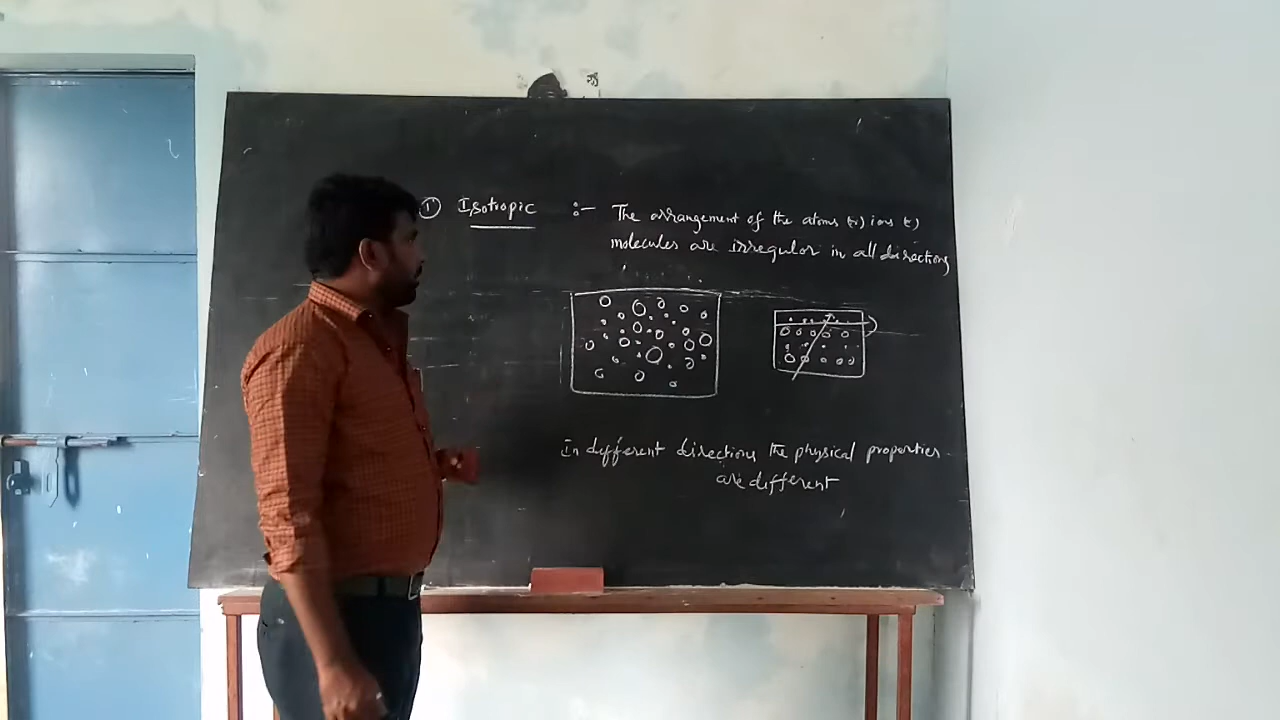 ① Isotropic :- The arrangement of the atoms (or) ions (or)
molecules are irregular in all directions
In different directions the physical properties
are different